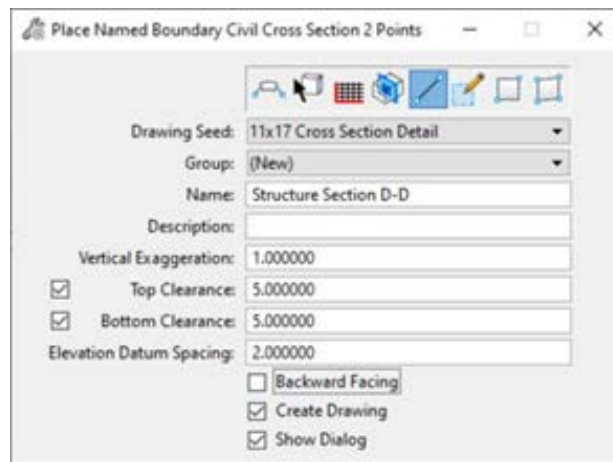 Place Named Boundary Civil Cross Section 2 Points
Drawing Seed: 11x17 Cross Section Detail
Group: (New)
Name: Structure Section D-D
Description:
Vertical Exaggeration: 1.000000
Top Clearance: 5.000000
Bottom Clearance: 5.000000
Elevation Datum Spacing: 2.000000
Backward Facing
Create Drawing
Show Dialog